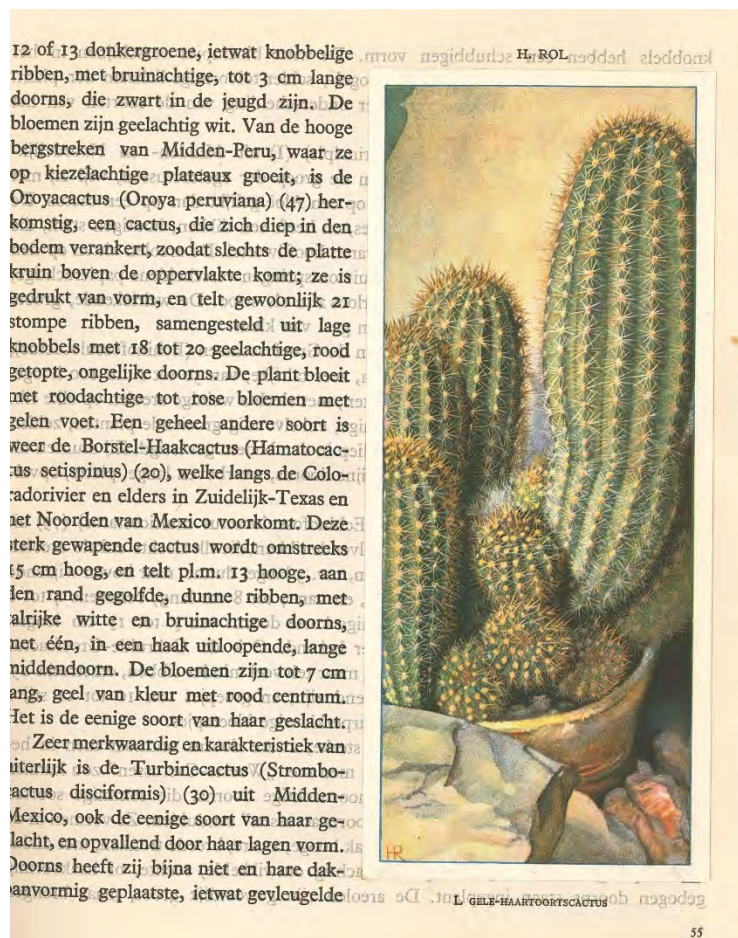 12 of 13 donkergroene, ietwat knobbelige
ribben, met bruinachtige, tot 3 cm lange
doorns, die zwart in de jeugd zijn. De
bloemen zijn geelachtig wit. Van de hooge
bergstreken van Midden-Peru, waar ze
op kiezelachtige plateaux groeit, is de
Oroyacactus (Oroya peruviana) (47) her-
komstig, een cactus, die zich diep in den
bodem verankert, zoodat slechts de platte
kruin boven de oppervlakte komt; ze is
gedrukt van vorm, en telt gewoonlijk 21
stompe ribben, samengesteld uit lage
knobbels met 18 tot 20 geelachtige, rood
getopte, ongelijke doorns. De plant bloeit
met roodachtige tot rose bloemen met
gelen voet. Een geheel andere soort is
weer de Borstel-Haakcactus (Hamatocac-
tus setispinus) (20), welke langs de Colo-
radorivier en elders in Zuidelijk-Texas en
het Noorden van Mexico voorkomt. Deze
sterk gewapende cactus wordt omstreeks
15 cm hoog, en telt pl.m. 13 hooge, aan
den rand gegolfde, dunne ribben, met
talrijke witte en bruinachtige doorns,
met één, in een haak uitloopende, lange
middendoorn. De bloemen zijn tot 7 cm
lang, geel van kleur met rood centrum.
Het is de eenige soort van haar geslacht.
Zeer merkwaardig en karakteristiek van
uiterlijk is de Turbinecactus (Strombo-
cactus disciformis) (30) uit Midden-
Mexico, ook de eenige soort van haar ge-
slacht, en opvallend door haar lagen vorm.
Doorns heeft zij bijna niet en hare dak-
panvormig geplaatste, ietwat gevleugelde
H. ROL
HR
L. GELE-HAARTOORTSCACTUS
55